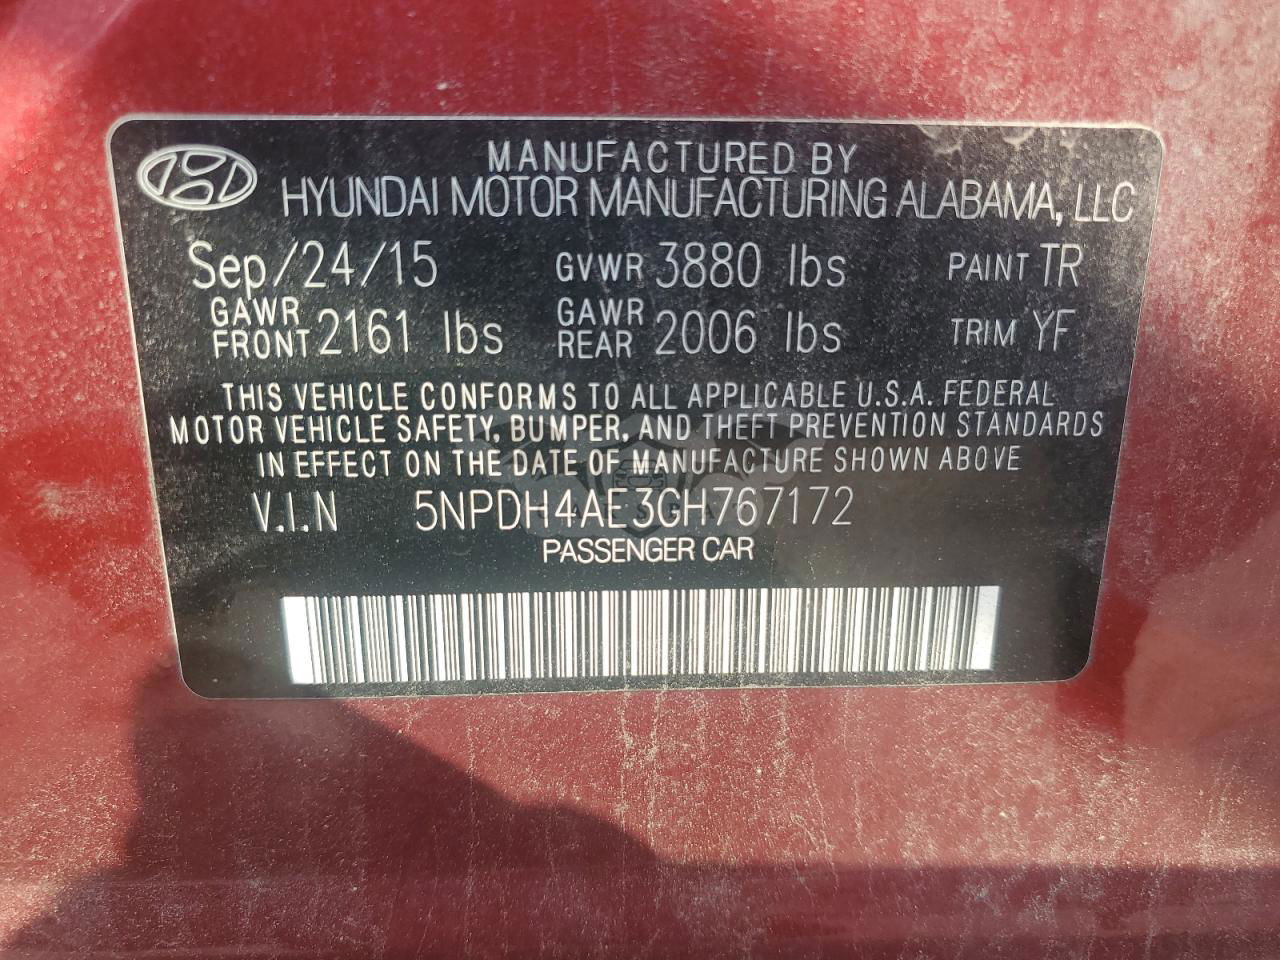 MANUFACTURED BY
HYUNDAI MOTOR MANUFACTURING ALABAMA, LLC
Sep/24/15 GVWR 3880 lbs PAINT TR
GAWR FRONT 2161 lbs GAWR REAR 2006 lbs TRIM YF
THIS VEHICLE CONFORMS TO ALL APPLICABLE U.S.A. FEDERAL
MOTOR VEHICLE SAFETY, BUMPER, AND THEFT PREVENTION STANDARDS
IN EFFECT ON THE DATE OF MANUFACTURE SHOWN ABOVE
V.I.N 5NPDH4AE3GH767172
PASSENGER CAR